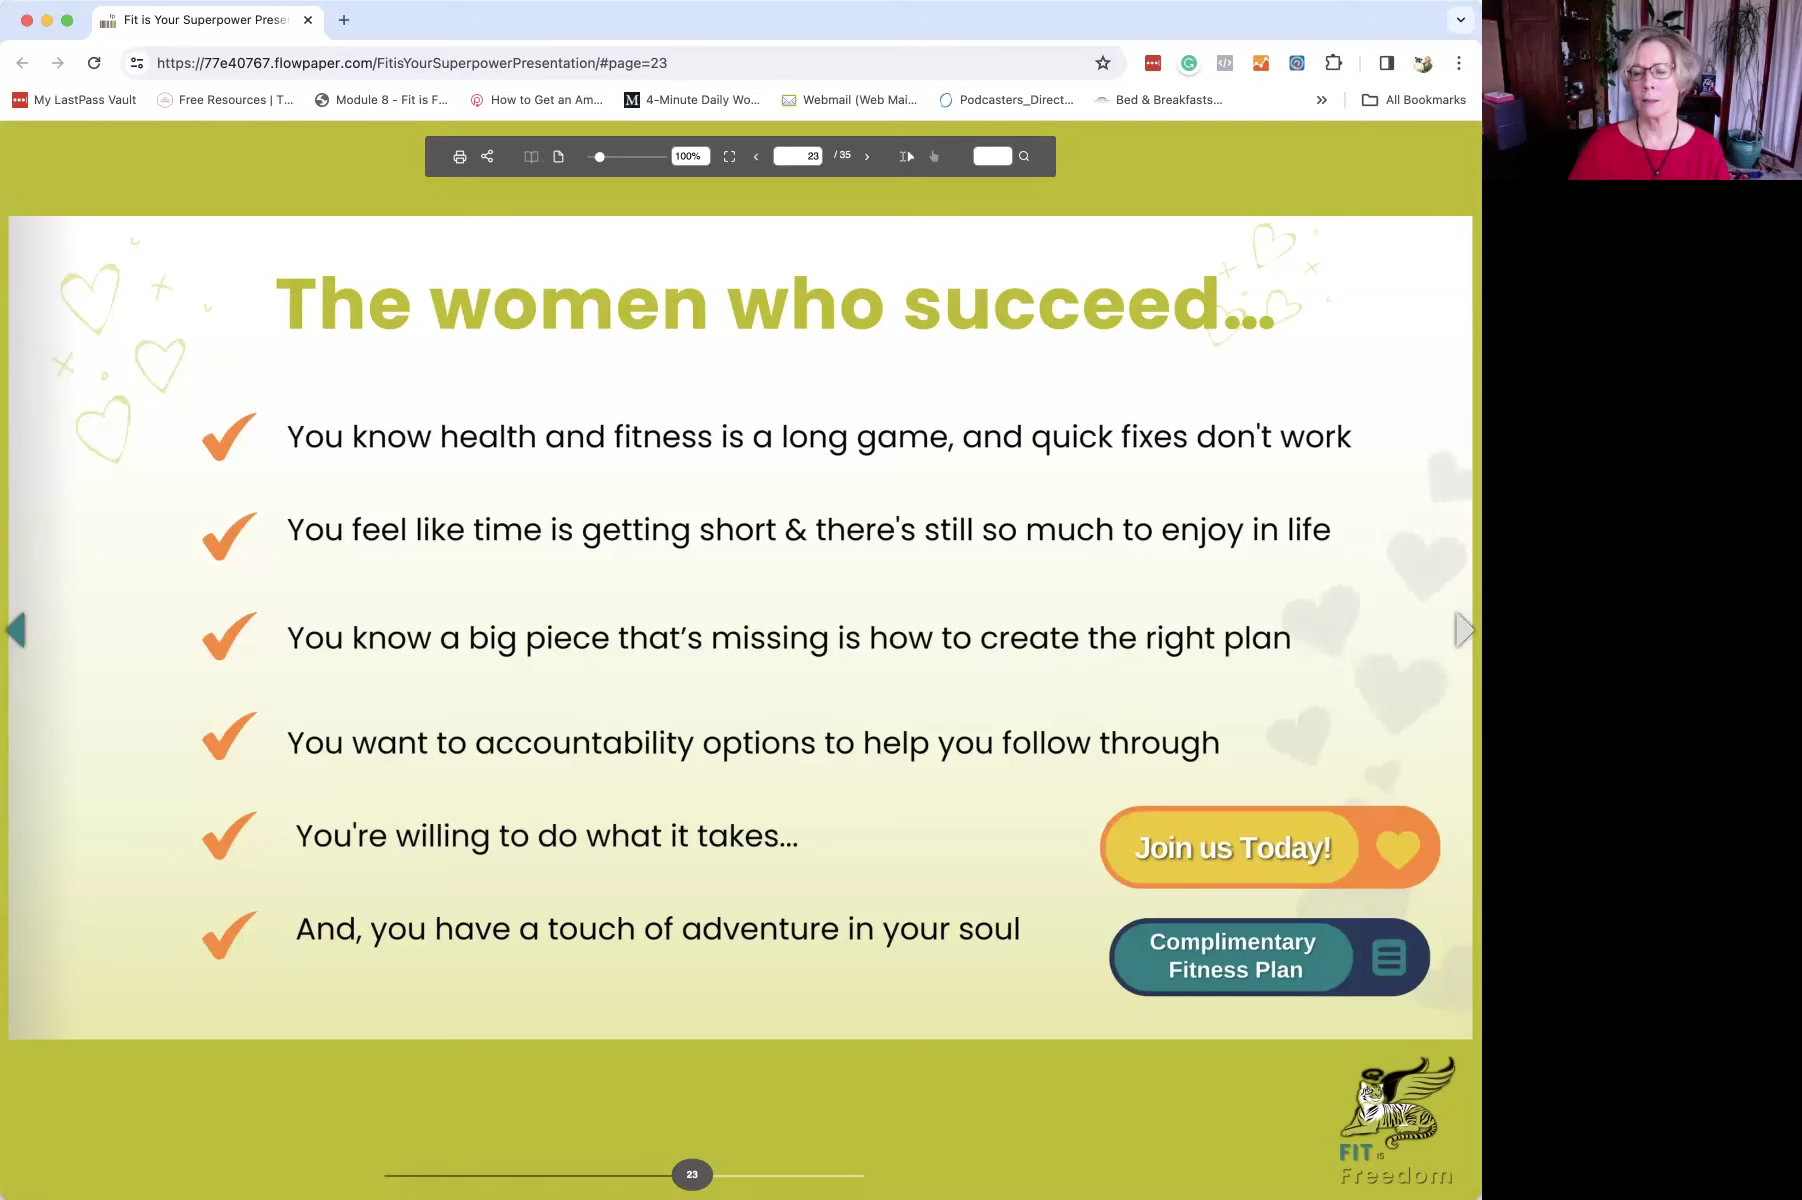 Fit is Your Superpower Prese
https://77e40767.flowpaper.com/FitisYourSuperpowerPresentation/#page=23
My LastPass Vault
Free Resources | T...
Module 8 - Fit is F...
How to Get an Am...
4-Minute Daily Wo...
Webmail (Web Mai...
Podcasters_Direct...
Bed & Breakfasts...
All Bookmarks
100%
23 / 35
The women who succeed...
You know health and fitness is a long game, and quick fixes don't work
You feel like time is getting short & there's still so much to enjoy in life
You know a big piece that’s missing is how to create the right plan
You want to accountability options to help you follow through
You're willing to do what it takes...
And, you have a touch of adventure in your soul
Join us Today!
Complimentary
Fitness Plan
FIT IS
Freedom
23